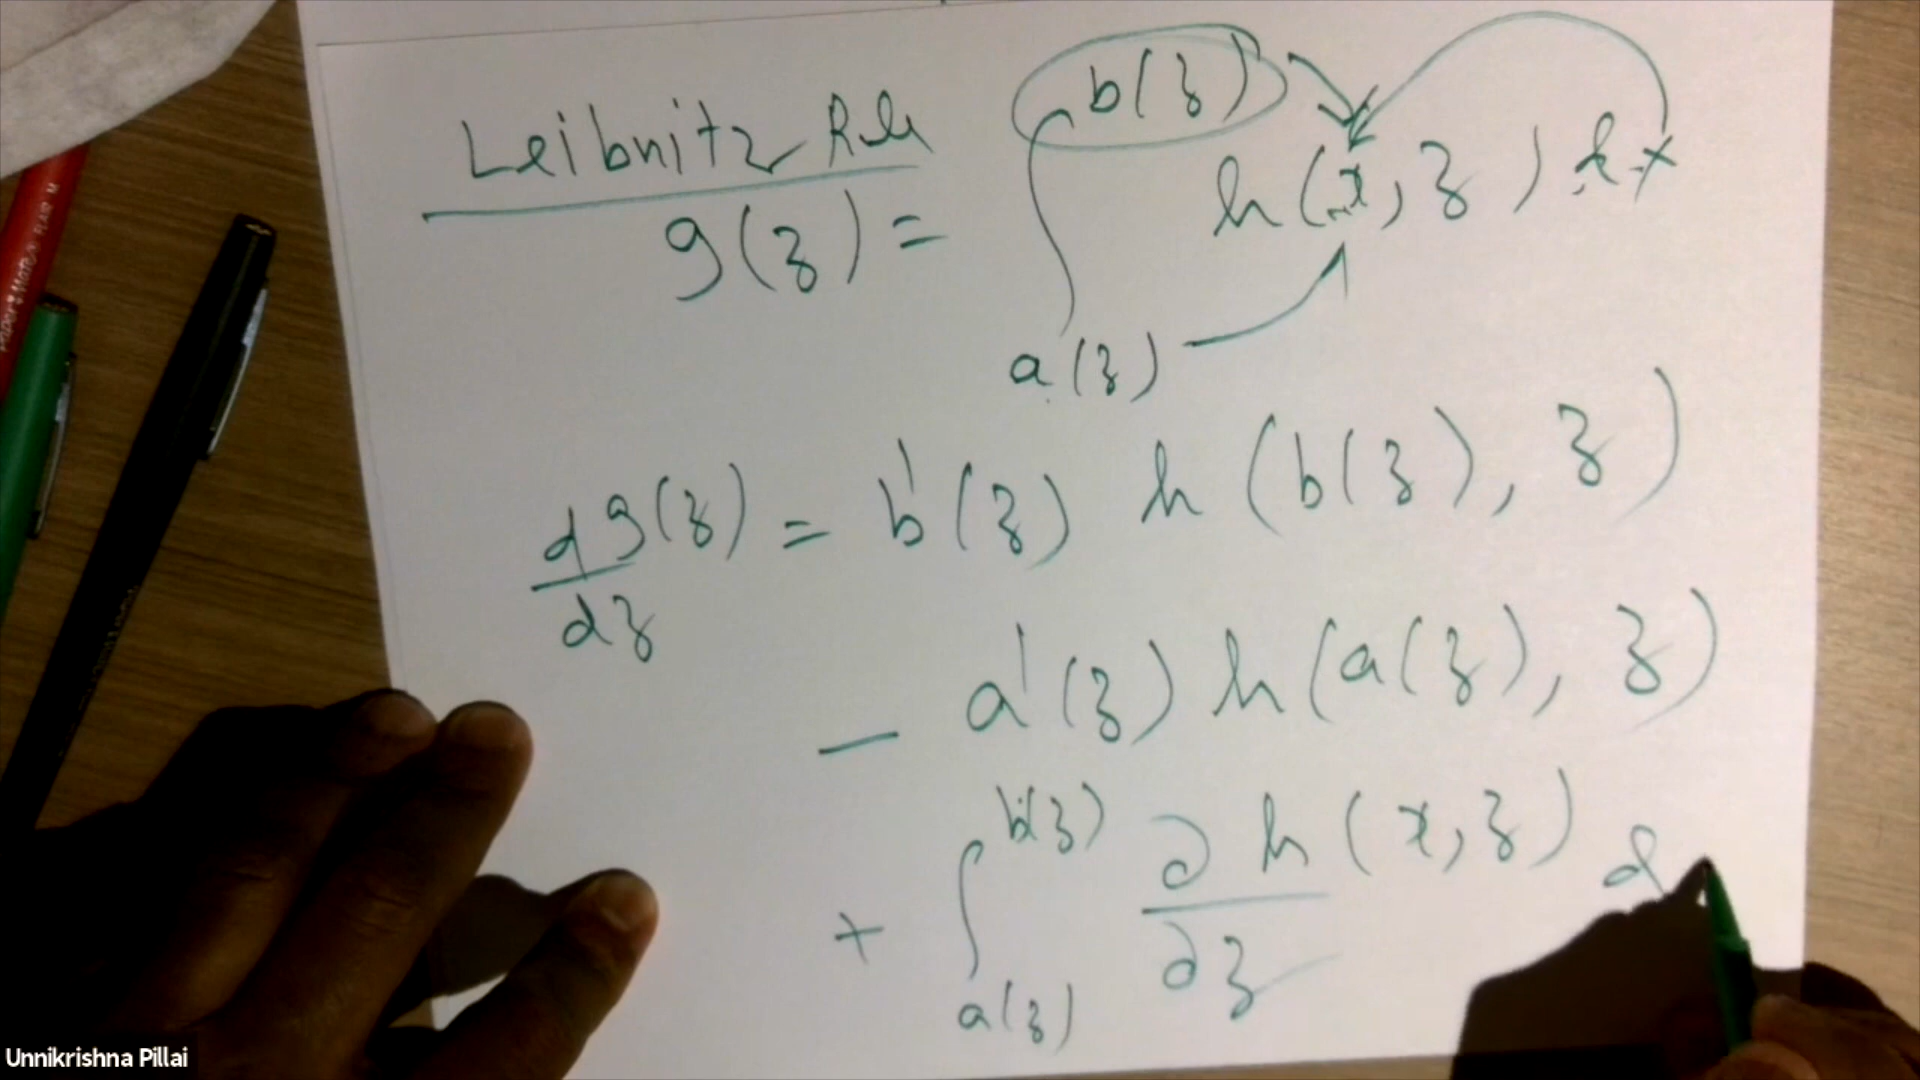 Leibnitz Rule
g(z) = ∫_{a(z)}^{b(z)} h(x, z) dx
dg(z)/dz = b'(z) h(b(z), z)
− a'(z) h(a(z), z)
+ ∫_{a(z)}^{b(z)} ∂h(x, z)/∂z d
Unnikrishna Pillai